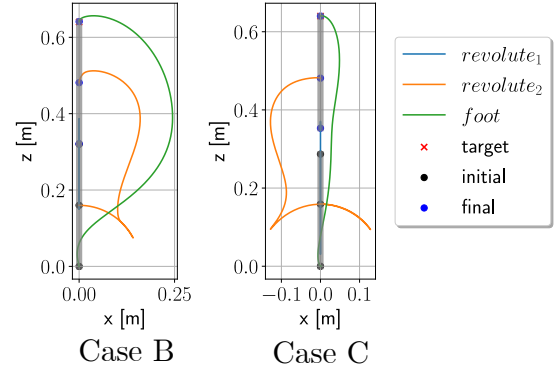 0.6
0.4
0.2
0.0
z [m]
0.00
0.25
x [m]
Case B
0.6
0.4
0.2
0.0
z [m]
−0.1
0.0
0.1
x [m]
Case C
revolute₁
revolute₂
foot
target
initial
final